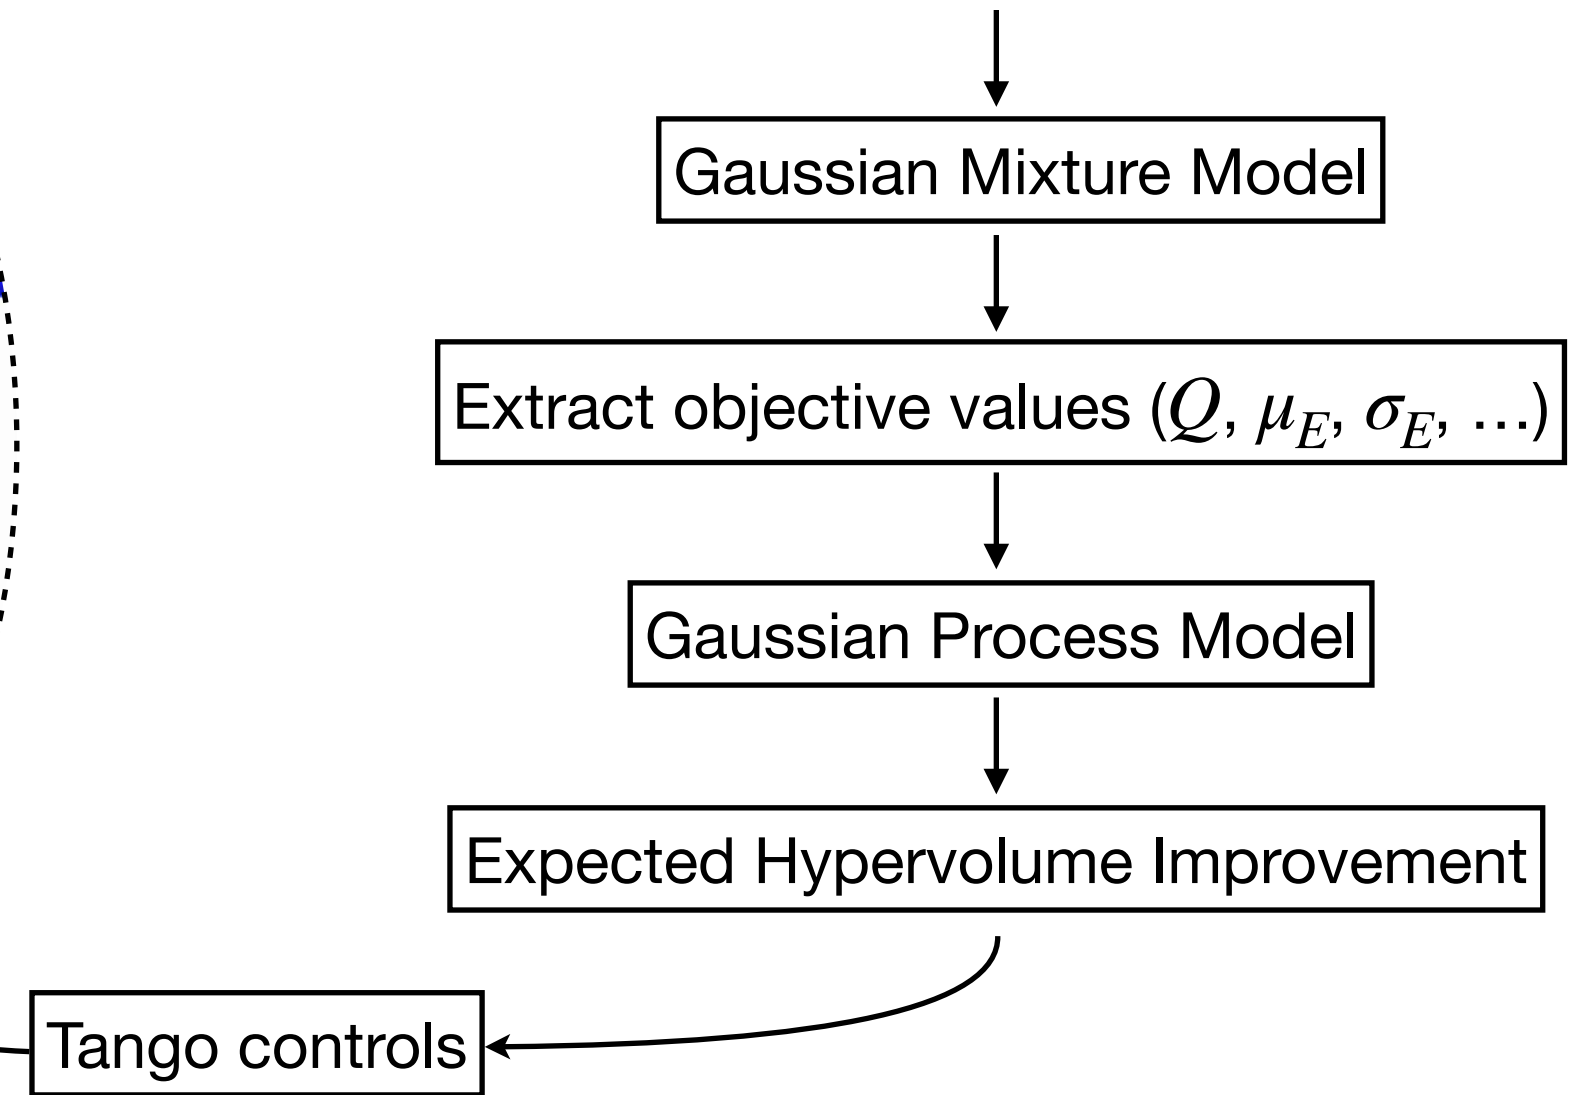 Gaussian Mixture Model
Extract objective values (Q, μ_E, σ_E, …)
Gaussian Process Model
Expected Hypervolume Improvement
Tango controls